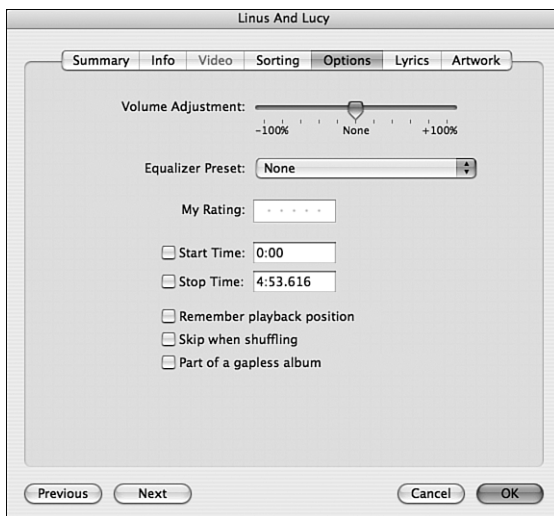 Linus And Lucy
Summary Info Video Sorting Options Lyrics Artwork
Volume Adjustment:
-100% None +100%
Equalizer Preset: None
My Rating: · · · · ·
Start Time: 0:00
Stop Time: 4:53.616
Remember playback position
Skip when shuffling
Part of a gapless album
Previous Next Cancel OK